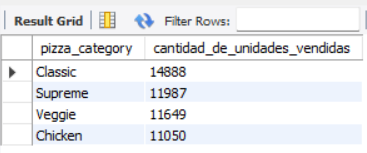 Result Grid Filter Rows:
pizza_category cantidad_de_unidades_vendidas
Classic 14888
Supreme 11987
Veggie 11649
Chicken 11050